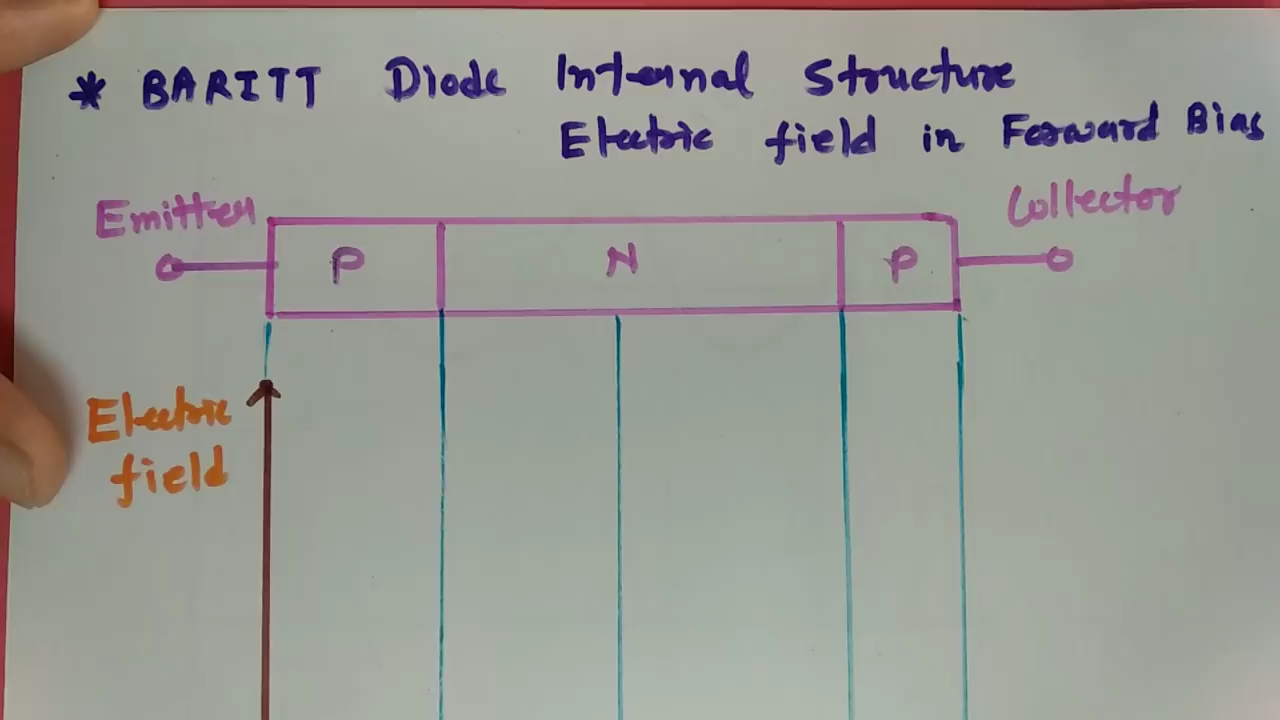 * BARITT Diode Internal Structure
Electric field in Forward Bias
Emitter
Collector
P
N
P
Electric
field